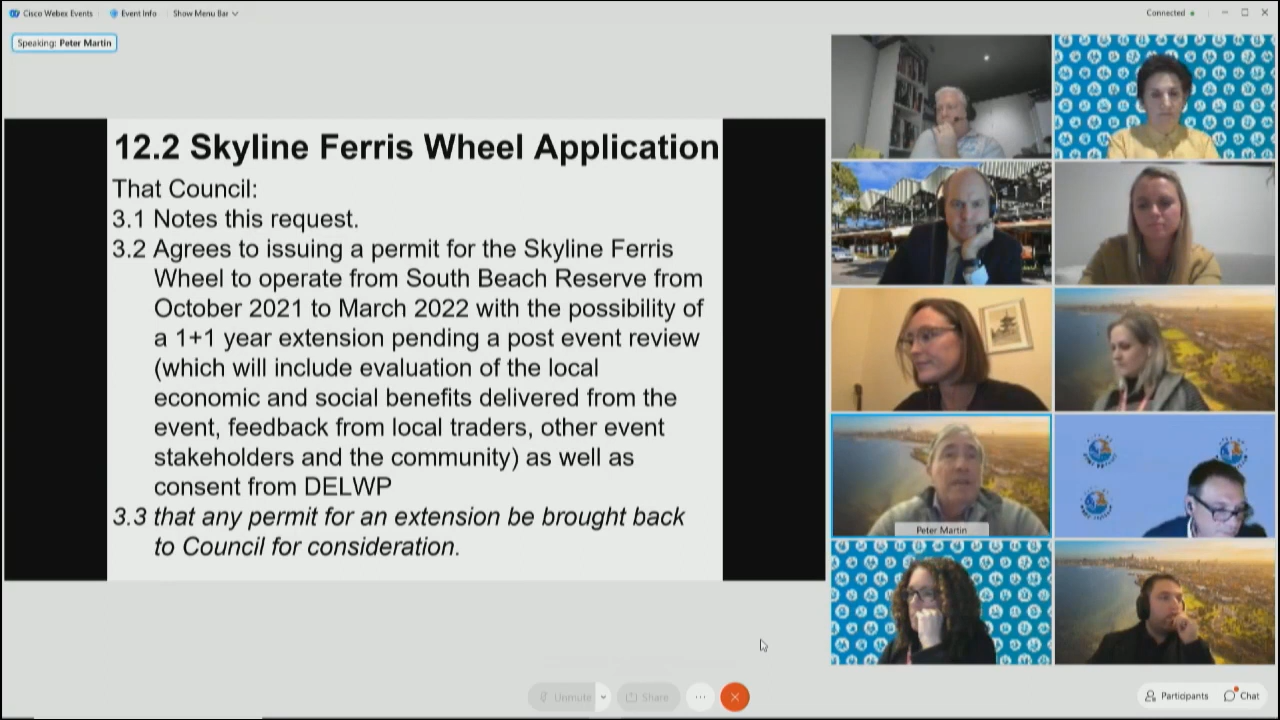 Cisco Webex Events
Event Info
Show Menu Bar
Connected
Speaking: Peter Martin
12.2 Skyline Ferris Wheel Application
That Council:
3.1 Notes this request.
3.2 Agrees to issuing a permit for the Skyline Ferris
Wheel to operate from South Beach Reserve from
October 2021 to March 2022 with the possibility of
a 1+1 year extension pending a post event review
(which will include evaluation of the local
economic and social benefits delivered from the
event, feedback from local traders, other event
stakeholders and the community) as well as
consent from DELWP
3.3 that any permit for an extension be brought back
to Council for consideration.
Peter Martin
Unmute
Share
Participants
Chat